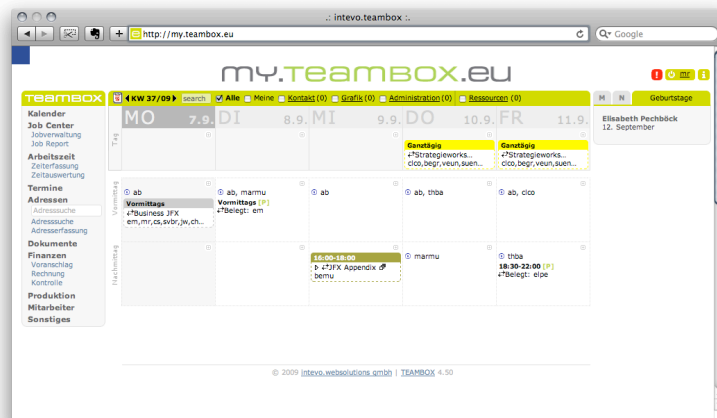 .: intevo.teambox :.
http://my.teambox.eu
Google
my.teambox.eu
mr
TEAMBOX
KW 37/09 search Alle Meine Kontakt (0) Grafik (0) Administration (0) Ressourcen (0)
M N Geburtstage
Kalender
Job Center
Jobverwaltung
Job Report
Arbeitszeit
Zeiterfassung
Zeitauswertung
Termine
Adressen
Adresssuche
Adresssuche
Adresserfassung
Dokumente
Finanzen
Voranschlag
Rechnung
Kontrolle
Produktion
Mitarbeiter
Sonstiges
MO 7.9. DI 8.9. MI 9.9. DO 10.9. FR 11.9.
Tag
Ganztägig
Strategieworks...
clco,begr,veun,suen...
Ganztägig
Strategieworks...
clco,begr,veun,suen...
Vormittag
ab
Vormittags
Business JFX
em,mr,cs,svbr,jw,ch...
ab, marmu
Vormittags [P]
Belegt: em
ab
ab, thba
ab, clco
Nachmittag
16:00-18:00
JFX Appendix
bemu
marmu
thba
18:30-22:00 [P]
Belegt: elpe
Elisabeth Pechböck
12. September
© 2009 intevo.websolutions gmbh | TEAMBOX 4.50